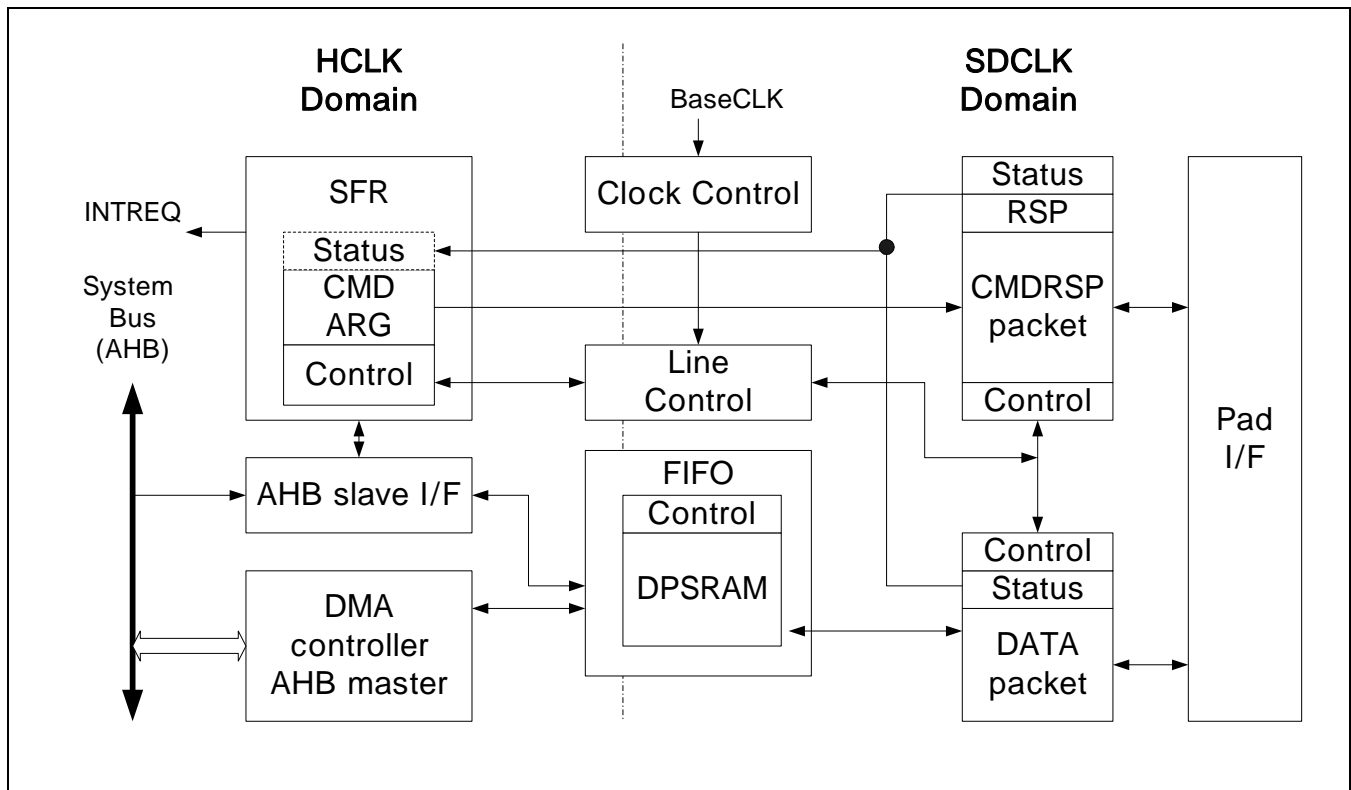 HCLK
Domain
SDCLK
Domain
BaseCLK
INTREQ
System
Bus
(AHB)
SFR
Status
CMD
ARG
Control
Clock Control
Line
Control
Status
RSP
CMDRSP
packet
Control
Pad
I/F
AHB slave I/F
FIFO
Control
DPSRAM
DMA
controller
AHB master
Control
Status
DATA
packet